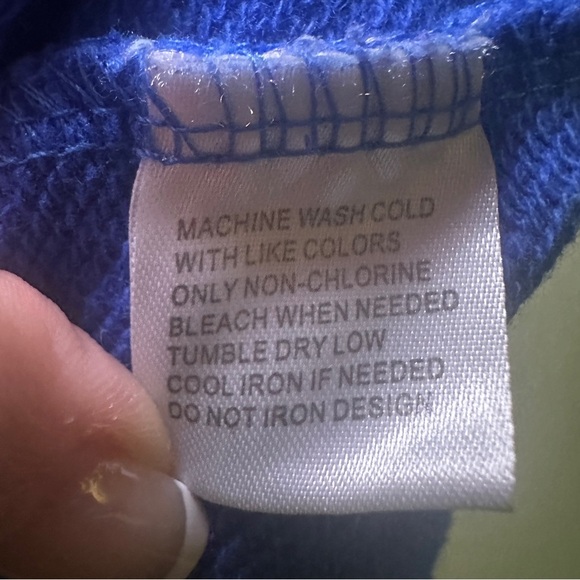 MACHINE WASH COLD
WITH LIKE COLORS
ONLY NON-CHLORINE
BLEACH WHEN NEEDED
TUMBLE DRY LOW
COOL IRON IF NEEDED
DO NOT IRON DESIGN